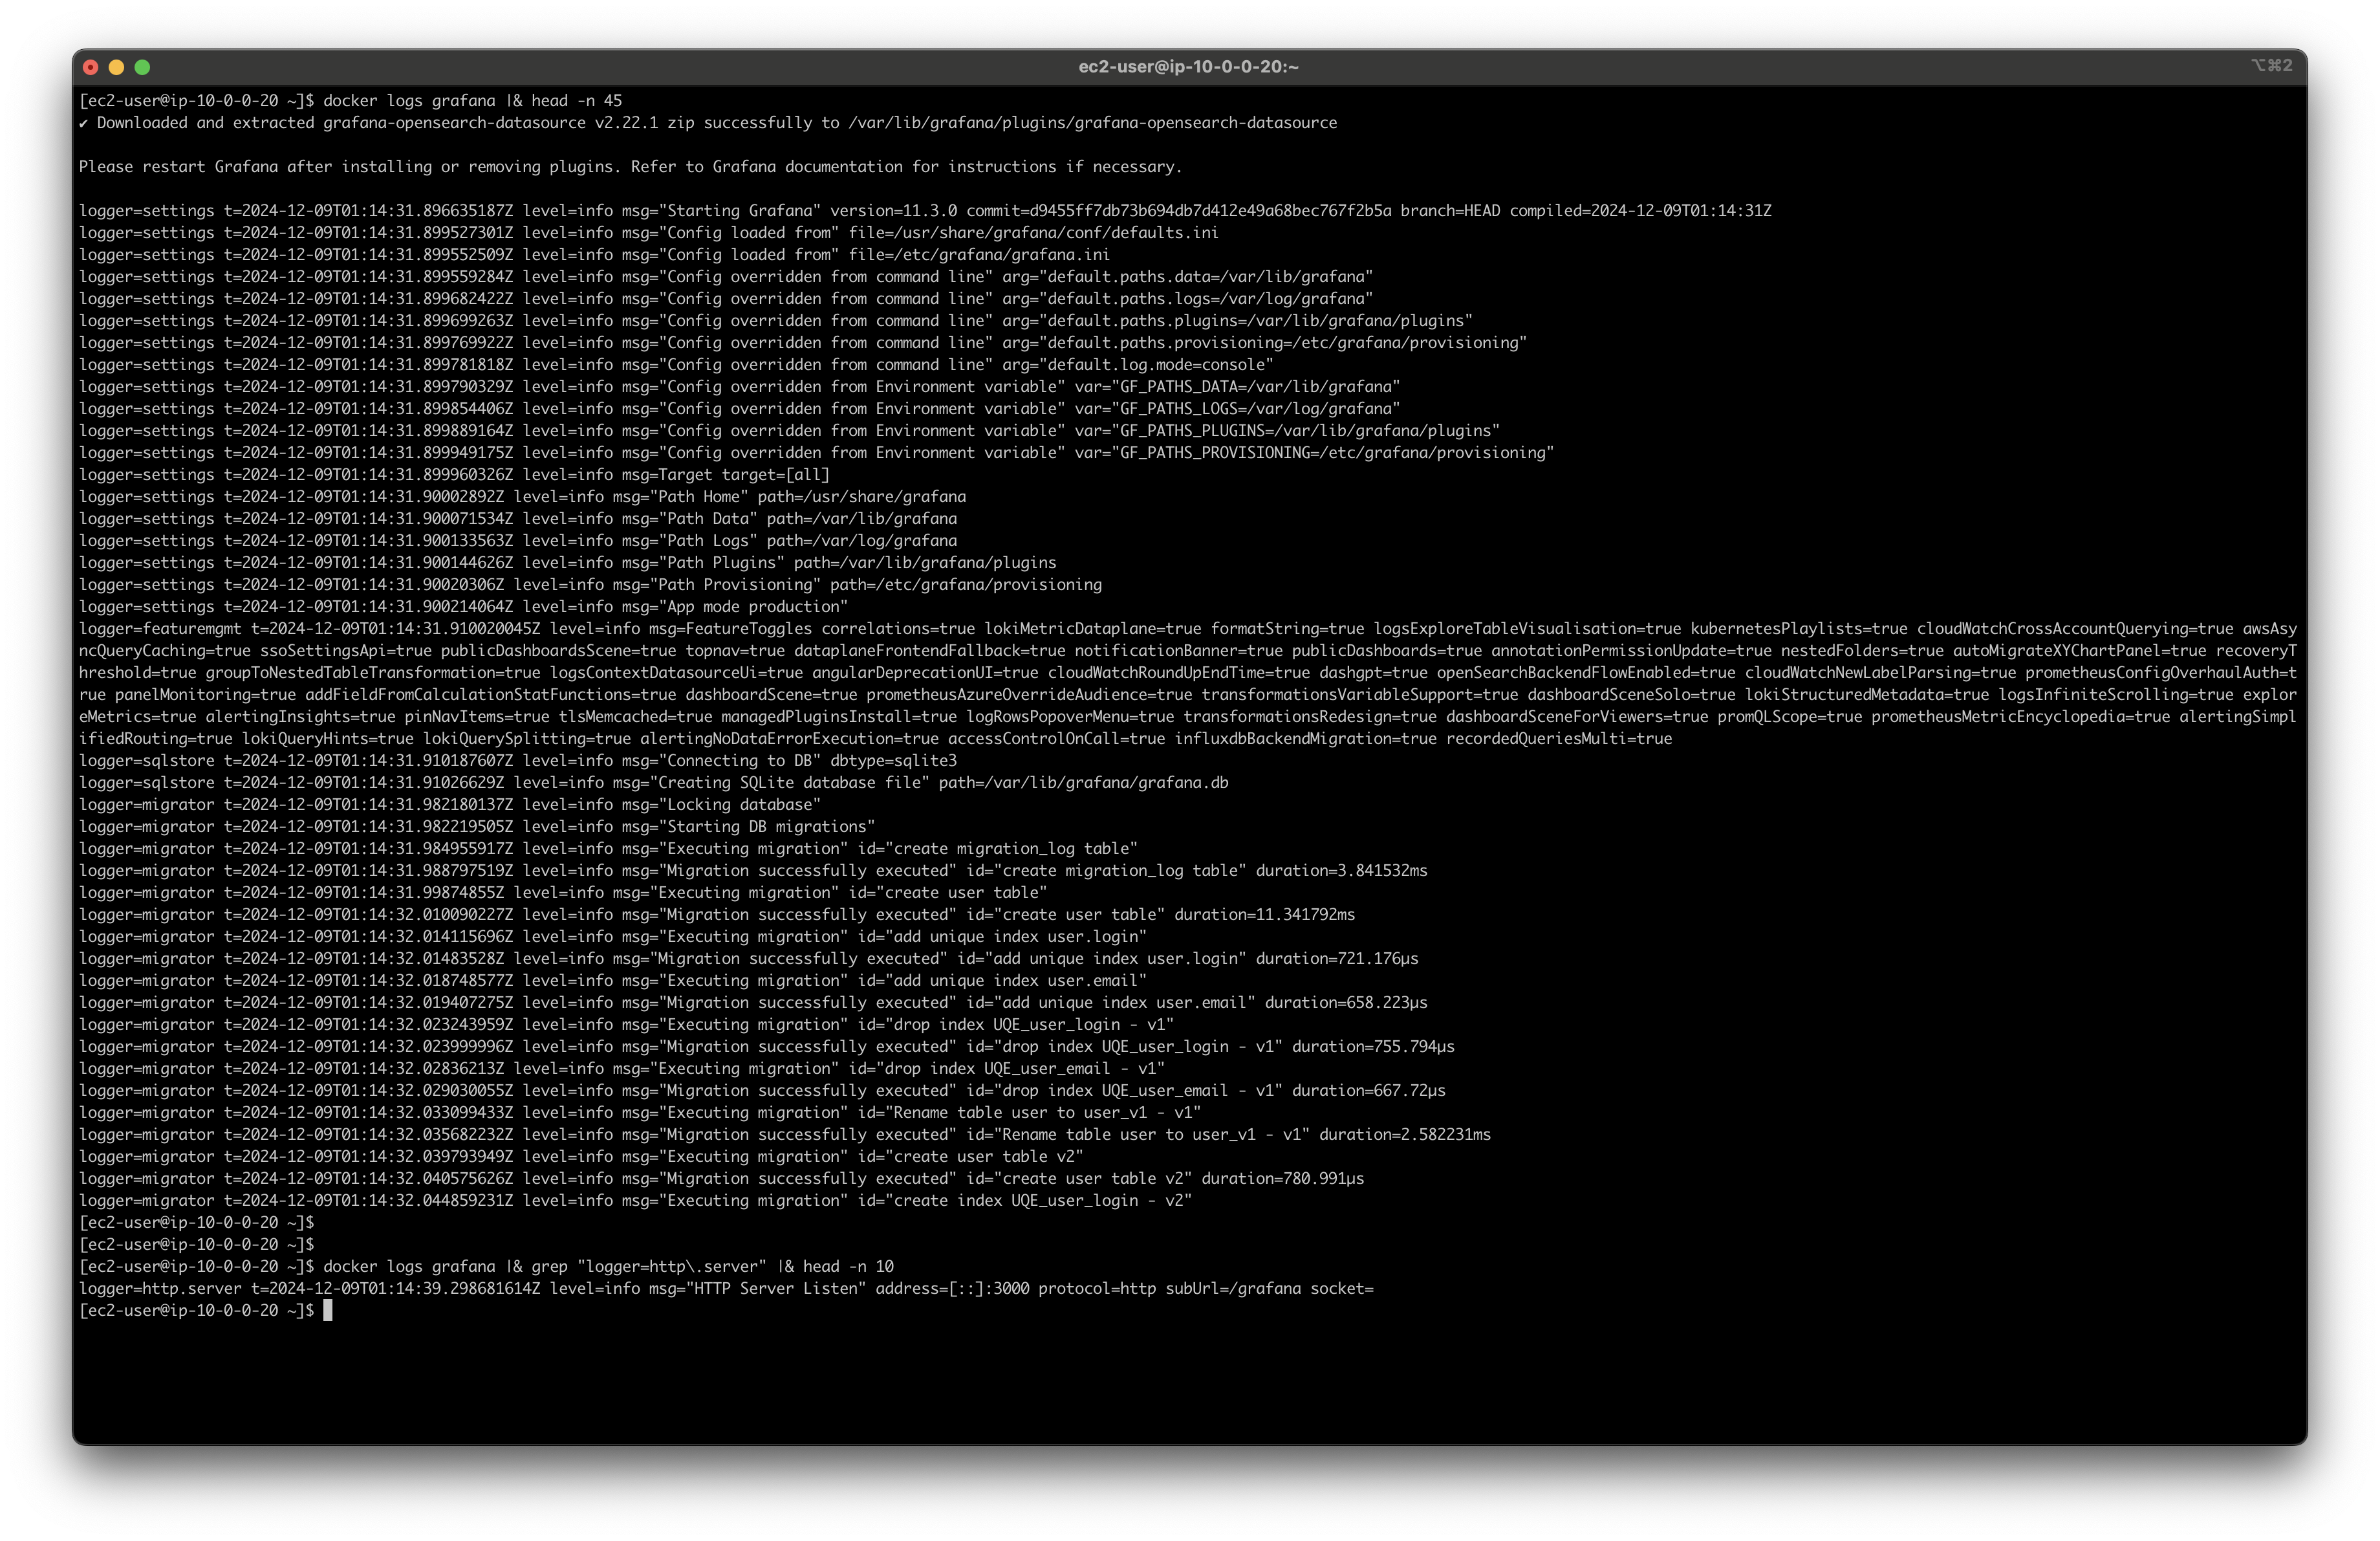 ec2-user@ip-10-0-0-20:~
⌥⌘2
[ec2-user@ip-10-0-0-20 ~]$ docker logs grafana |& head -n 45
✔ Downloaded and extracted grafana-opensearch-datasource v2.22.1 zip successfully to /var/lib/grafana/plugins/grafana-opensearch-datasource
Please restart Grafana after installing or removing plugins. Refer to Grafana documentation for instructions if necessary.
logger=settings t=2024-12-09T01:14:31.896635187Z level=info msg="Starting Grafana" version=11.3.0 commit=d9455ff7db73b694db7d412e49a68bec767f2b5a branch=HEAD compiled=2024-12-09T01:14:31Z
logger=settings t=2024-12-09T01:14:31.899527301Z level=info msg="Config loaded from" file=/usr/share/grafana/conf/defaults.ini
logger=settings t=2024-12-09T01:14:31.899552509Z level=info msg="Config loaded from" file=/etc/grafana/grafana.ini
logger=settings t=2024-12-09T01:14:31.899559284Z level=info msg="Config overridden from command line" arg="default.paths.data=/var/lib/grafana"
logger=settings t=2024-12-09T01:14:31.899682422Z level=info msg="Config overridden from command line" arg="default.paths.logs=/var/log/grafana"
logger=settings t=2024-12-09T01:14:31.899699263Z level=info msg="Config overridden from command line" arg="default.paths.plugins=/var/lib/grafana/plugins"
logger=settings t=2024-12-09T01:14:31.899769922Z level=info msg="Config overridden from command line" arg="default.paths.provisioning=/etc/grafana/provisioning"
logger=settings t=2024-12-09T01:14:31.899781818Z level=info msg="Config overridden from command line" arg="default.log.mode=console"
logger=settings t=2024-12-09T01:14:31.899790329Z level=info msg="Config overridden from Environment variable" var="GF_PATHS_DATA=/var/lib/grafana"
logger=settings t=2024-12-09T01:14:31.899854406Z level=info msg="Config overridden from Environment variable" var="GF_PATHS_LOGS=/var/log/grafana"
logger=settings t=2024-12-09T01:14:31.899889164Z level=info msg="Config overridden from Environment variable" var="GF_PATHS_PLUGINS=/var/lib/grafana/plugins"
logger=settings t=2024-12-09T01:14:31.899949175Z level=info msg="Config overridden from Environment variable" var="GF_PATHS_PROVISIONING=/etc/grafana/provisioning"
logger=settings t=2024-12-09T01:14:31.899960326Z level=info msg=Target target=[all]
logger=settings t=2024-12-09T01:14:31.90002892Z level=info msg="Path Home" path=/usr/share/grafana
logger=settings t=2024-12-09T01:14:31.900071534Z level=info msg="Path Data" path=/var/lib/grafana
logger=settings t=2024-12-09T01:14:31.900133563Z level=info msg="Path Logs" path=/var/log/grafana
logger=settings t=2024-12-09T01:14:31.900144626Z level=info msg="Path Plugins" path=/var/lib/grafana/plugins
logger=settings t=2024-12-09T01:14:31.90020306Z level=info msg="Path Provisioning" path=/etc/grafana/provisioning
logger=settings t=2024-12-09T01:14:31.900214064Z level=info msg="App mode production"
logger=featuremgmt t=2024-12-09T01:14:31.910020045Z level=info msg=FeatureToggles correlations=true lokiMetricDataplane=true formatString=true logsExploreTableVisualisation=true kubernetesPlaylists=true cloudWatchCrossAccountQuerying=true awsAsy
ncQueryCaching=true ssoSettingsApi=true publicDashboardsScene=true topnav=true dataplaneFrontendFallback=true notificationBanner=true publicDashboards=true annotationPermissionUpdate=true nestedFolders=true autoMigrateXYChartPanel=true recoveryT
hreshold=true groupToNestedTableTransformation=true logsContextDatasourceUi=true angularDeprecationUI=true cloudWatchRoundUpEndTime=true dashgpt=true openSearchBackendFlowEnabled=true cloudWatchNewLabelParsing=true prometheusConfigOverhaulAuth=t
rue panelMonitoring=true addFieldFromCalculationStatFunctions=true dashboardScene=true prometheusAzureOverrideAudience=true transformationsVariableSupport=true dashboardSceneSolo=true lokiStructuredMetadata=true logsInfiniteScrolling=true explor
eMetrics=true alertingInsights=true pinNavItems=true tlsMemcached=true managedPluginsInstall=true logRowsPopoverMenu=true transformationsRedesign=true dashboardSceneForViewers=true promQLScope=true prometheusMetricEncyclopedia=true alertingSimpl
ifiedRouting=true lokiQueryHints=true lokiQuerySplitting=true alertingNoDataErrorExecution=true accessControlOnCall=true influxdbBackendMigration=true recordedQueriesMulti=true
logger=sqlstore t=2024-12-09T01:14:31.910187607Z level=info msg="Connecting to DB" dbtype=sqlite3
logger=sqlstore t=2024-12-09T01:14:31.91026629Z level=info msg="Creating SQLite database file" path=/var/lib/grafana/grafana.db
logger=migrator t=2024-12-09T01:14:31.982180137Z level=info msg="Locking database"
logger=migrator t=2024-12-09T01:14:31.982219505Z level=info msg="Starting DB migrations"
logger=migrator t=2024-12-09T01:14:31.984955917Z level=info msg="Executing migration" id="create migration_log table"
logger=migrator t=2024-12-09T01:14:31.988797519Z level=info msg="Migration successfully executed" id="create migration_log table" duration=3.841532ms
logger=migrator t=2024-12-09T01:14:31.99874855Z level=info msg="Executing migration" id="create user table"
logger=migrator t=2024-12-09T01:14:32.010090227Z level=info msg="Migration successfully executed" id="create user table" duration=11.341792ms
logger=migrator t=2024-12-09T01:14:32.014115696Z level=info msg="Executing migration" id="add unique index user.login"
logger=migrator t=2024-12-09T01:14:32.01483528Z level=info msg="Migration successfully executed" id="add unique index user.login" duration=721.176µs
logger=migrator t=2024-12-09T01:14:32.018748577Z level=info msg="Executing migration" id="add unique index user.email"
logger=migrator t=2024-12-09T01:14:32.019407275Z level=info msg="Migration successfully executed" id="add unique index user.email" duration=658.223µs
logger=migrator t=2024-12-09T01:14:32.023243959Z level=info msg="Executing migration" id="drop index UQE_user_login - v1"
logger=migrator t=2024-12-09T01:14:32.023999996Z level=info msg="Migration successfully executed" id="drop index UQE_user_login - v1" duration=755.794µs
logger=migrator t=2024-12-09T01:14:32.02836213Z level=info msg="Executing migration" id="drop index UQE_user_email - v1"
logger=migrator t=2024-12-09T01:14:32.029030055Z level=info msg="Migration successfully executed" id="drop index UQE_user_email - v1" duration=667.72µs
logger=migrator t=2024-12-09T01:14:32.033099433Z level=info msg="Executing migration" id="Rename table user to user_v1 - v1"
logger=migrator t=2024-12-09T01:14:32.035682232Z level=info msg="Migration successfully executed" id="Rename table user to user_v1 - v1" duration=2.582231ms
logger=migrator t=2024-12-09T01:14:32.039793949Z level=info msg="Executing migration" id="create user table v2"
logger=migrator t=2024-12-09T01:14:32.040575626Z level=info msg="Migration successfully executed" id="create user table v2" duration=780.991µs
logger=migrator t=2024-12-09T01:14:32.044859231Z level=info msg="Executing migration" id="create index UQE_user_login - v2"
[ec2-user@ip-10-0-0-20 ~]$
[ec2-user@ip-10-0-0-20 ~]$
[ec2-user@ip-10-0-0-20 ~]$ docker logs grafana |& grep "logger=http\.server" |& head -n 10
logger=http.server t=2024-12-09T01:14:39.298681614Z level=info msg="HTTP Server Listen" address=[::]:3000 protocol=http subUrl=/grafana socket=
[ec2-user@ip-10-0-0-20 ~]$